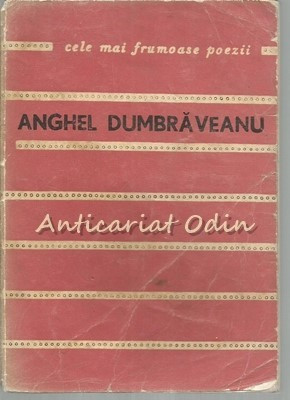 cele mai frumoase poezii
ANGHEL DUMBRĂVEANU
Anticariat Odin